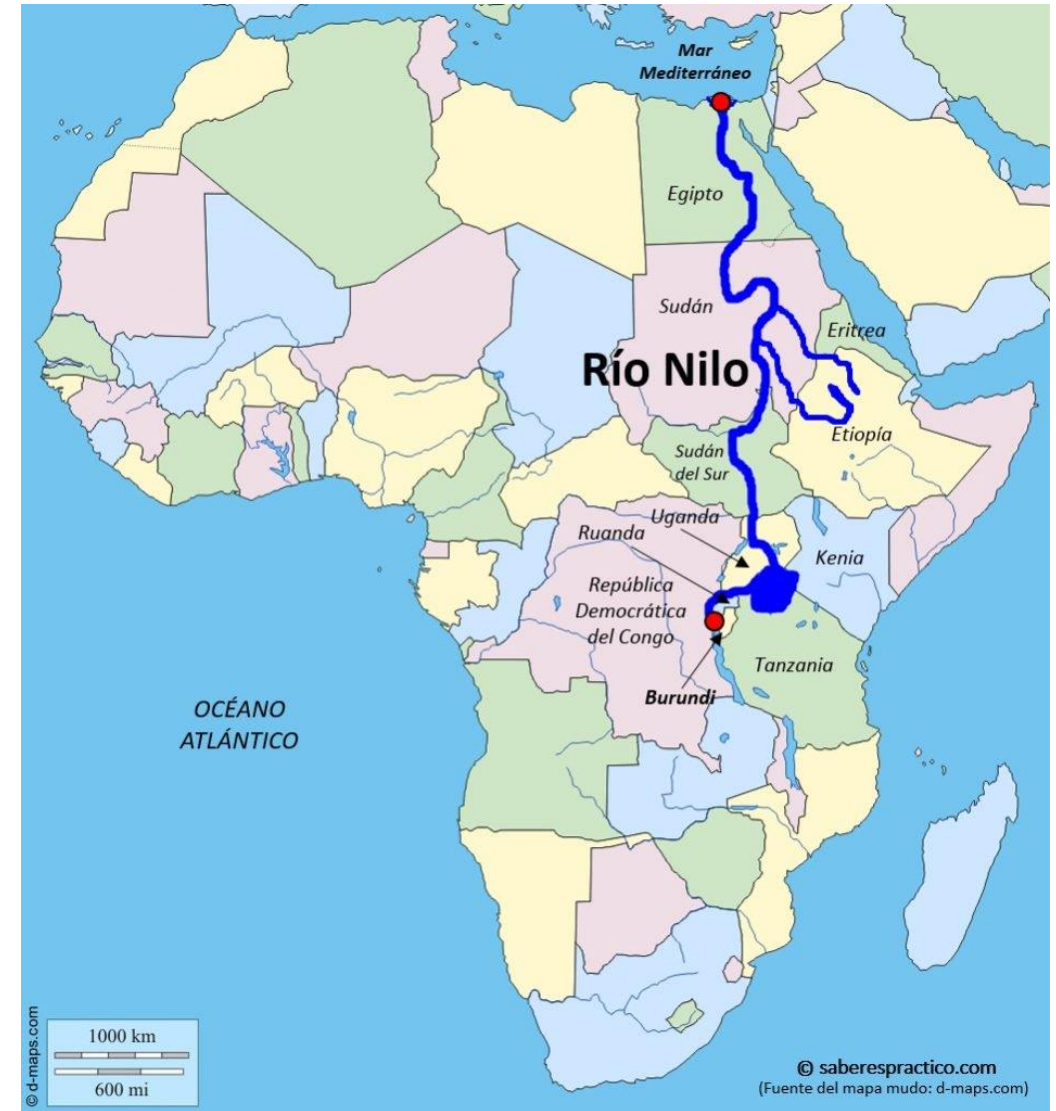 Mar
Mediterráneo
Egipto
Sudán
Eritrea
Río Nilo
Etiopía
Sudán
del Sur
Uganda
Ruanda
Kenia
República
Democrática
del Congo
Tanzania
Burundi
OCÉANO
ATLÁNTICO
1000 km
600 mi
© d-maps.com
© saberespractico.com
(Fuente del mapa mudo: d-maps.com)